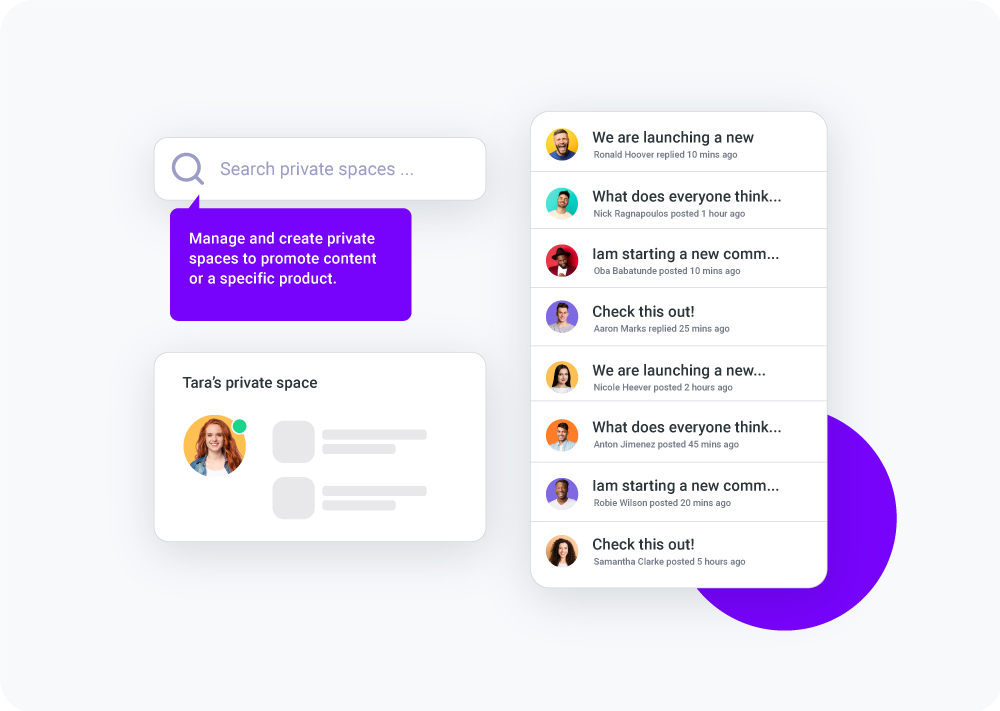 Search private spaces ...
Manage and create private
spaces to promote content
or a specific product.
Tara’s private space
We are launching a new
Ronald Hoover replied 10 mins ago
What does everyone think...
Nick Ragnapoulos posted 1 hour ago
Iam starting a new comm...
Oba Babatunde posted 10 mins ago
Check this out!
Aaron Marks replied 25 mins ago
We are launching a new...
Nicole Heever posted 2 hours ago
What does everyone think...
Anton Jimenez posted 45 mins ago
Iam starting a new comm...
Robie Wilson posted 20 mins ago
Check this out!
Samantha Clarke posted 5 hours ago